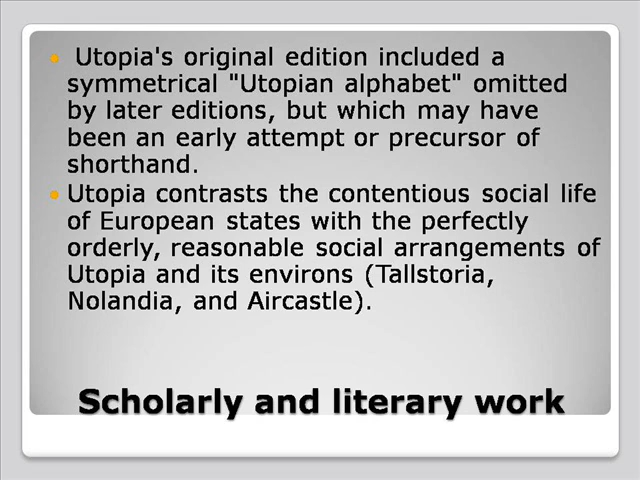 • Utopia's original edition included a
symmetrical "Utopian alphabet" omitted
by later editions, but which may have
been an early attempt or precursor of
shorthand.
• Utopia contrasts the contentious social life
of European states with the perfectly
orderly, reasonable social arrangements of
Utopia and its environs (Tallstoria,
Nolandia, and Aircastle).
Scholarly and literary work